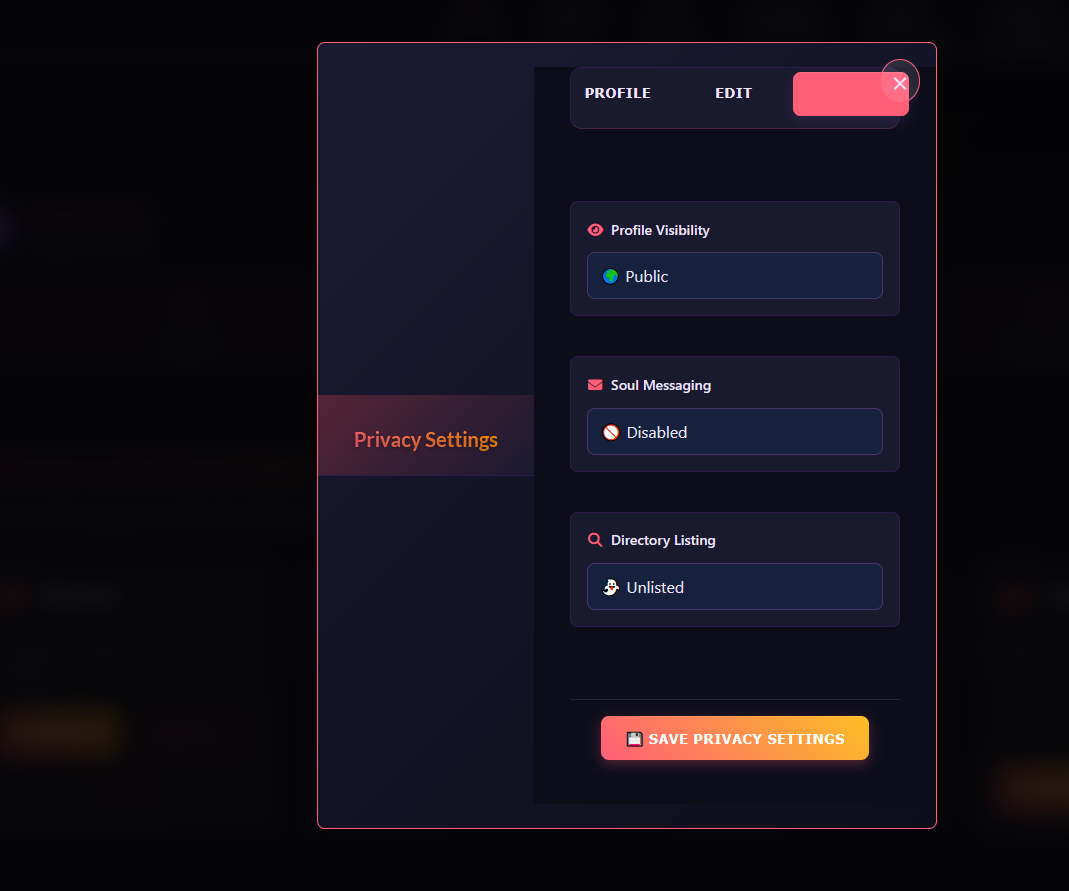 PROFILE EDIT
Profile Visibility
Public
Soul Messaging
Disabled
Privacy Settings
Directory Listing
Unlisted
SAVE PRIVACY SETTINGS